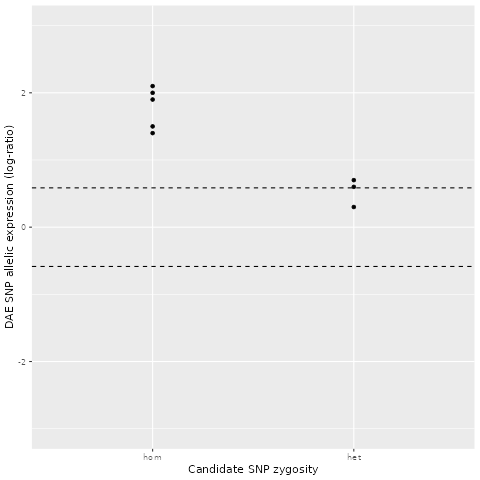 DAE SNP allelic expression (log-ratio)
2
0
-2
hom
het
Candidate SNP zygosity